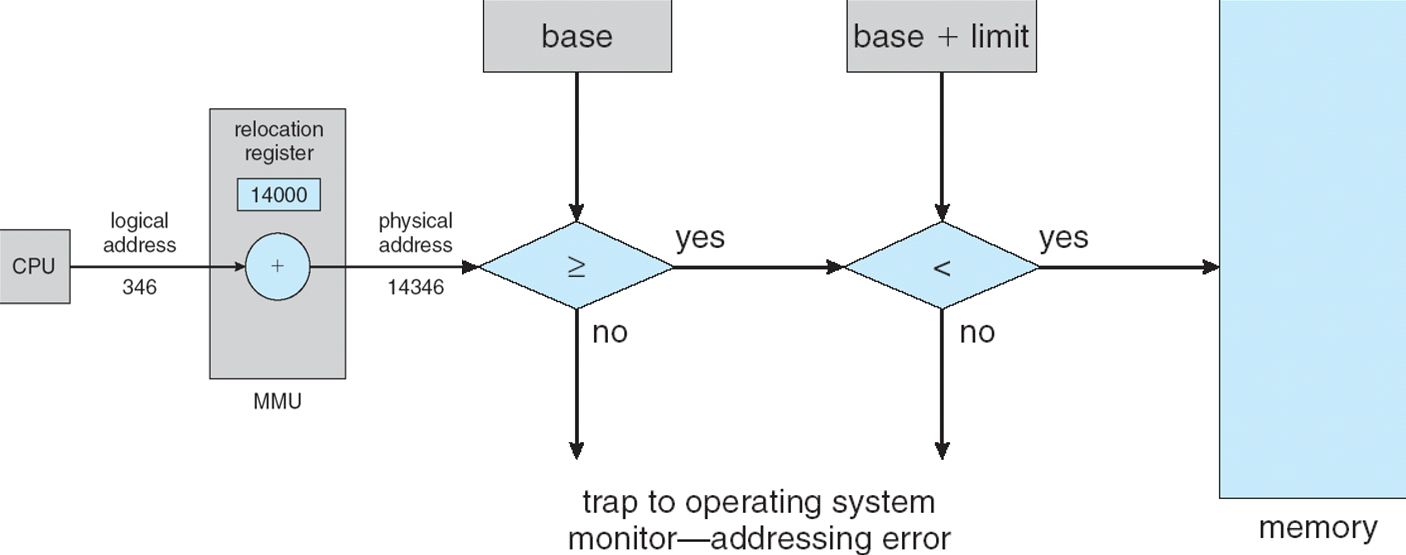 base
base + limit
relocation
register
14000
logical
address
physical
address
yes
yes
CPU
+
≥
<
346
14346
no
no
MMU
trap to operating system
monitor—addressing error
memory